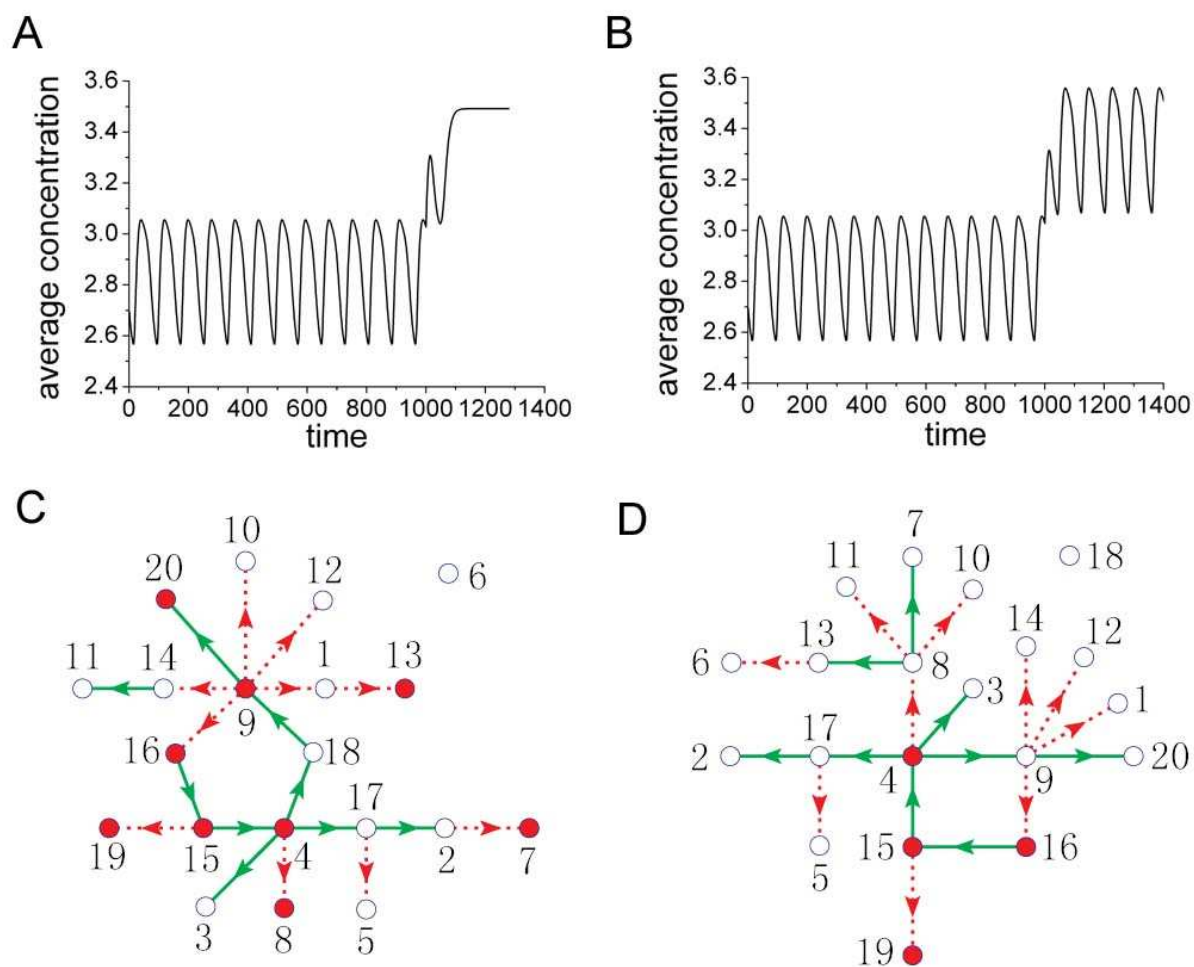 A
B
average concentration
3.6
3.4
3.2
3.0
2.8
2.6
2.4
0 200 400 600 800 1000 1200 1400
time
average concentration
3.6
3.4
3.2
3.0
2.8
2.6
2.4
0 200 400 600 800 1000 1200 1400
time
C
10
20
12
6
11 14 1 13
9
16
18
17
19 15 4 2 7
3 8 5
D
7
11 10
18
14 12
6 13 8
3
1
2 17 4 9 20
5
15 16
19